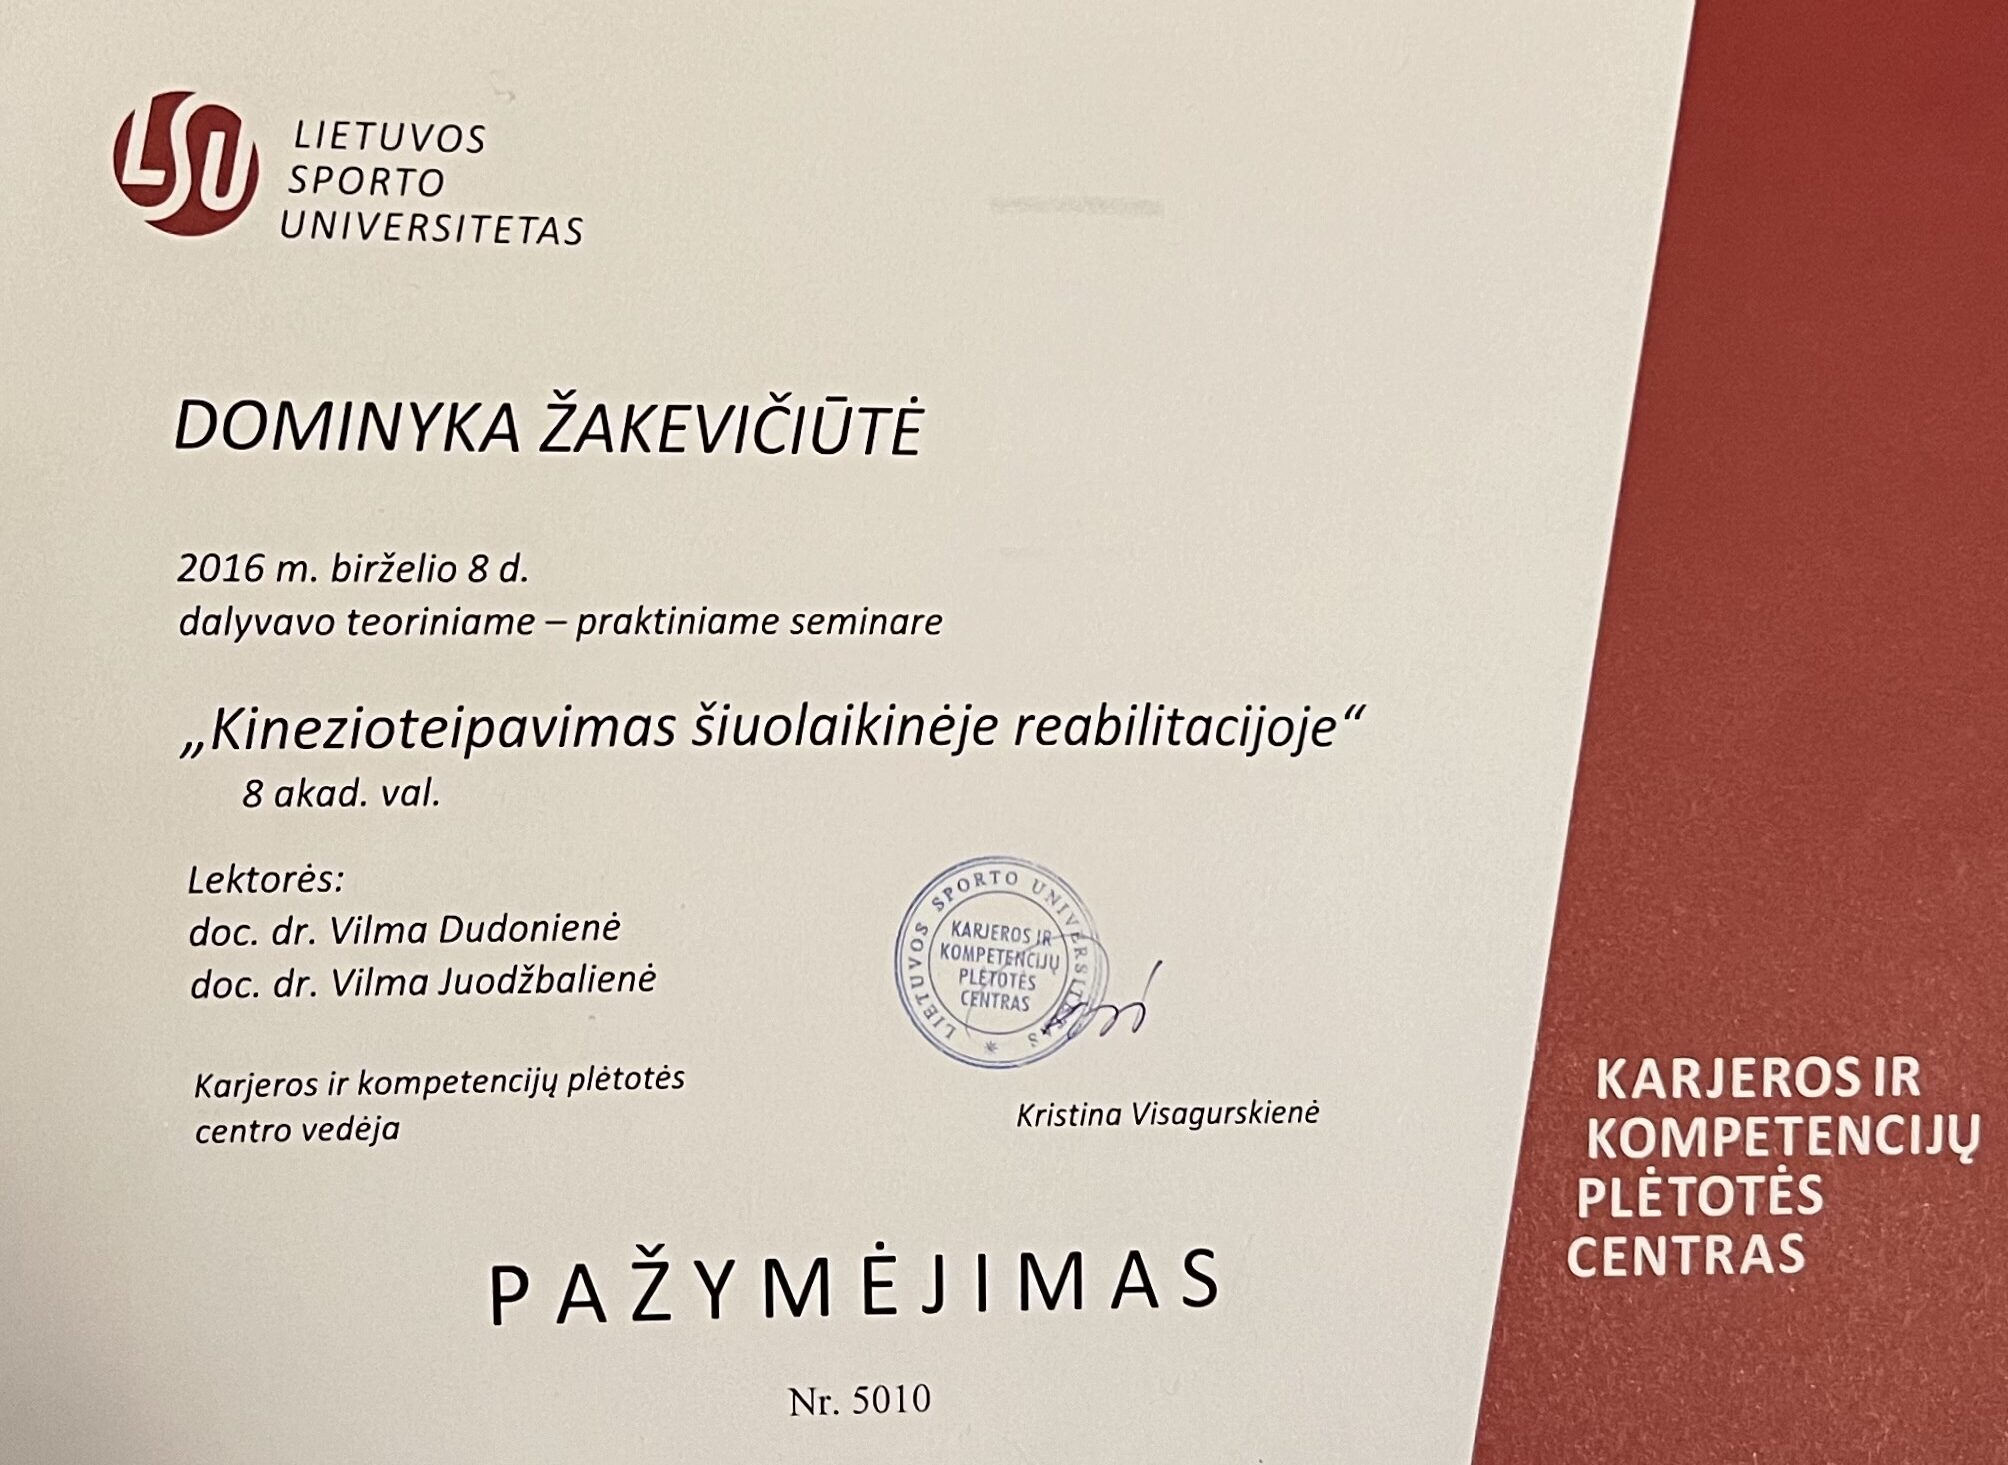 LSU
LIETUVOS
SPORTO
UNIVERSITETAS
DOMINYKA ŽAKEVIČIŪTĖ
2016 m. birželio 8 d.
dalyvavo teoriniame – praktiniame seminare
„Kinezioteipavimas šiuolaikinėje reabilitacijoje“
8 akad. val.
Lektorės:
doc. dr. Vilma Dudonienė
doc. dr. Vilma Juodžbalienė
LIETUVOS SPORTO UNIVERSITETAS
KARJEROS IR
KOMPETENCIJŲ
PLĖTOTĖS
CENTRAS
Karjeros ir kompetencijų plėtotės
centro vedėja
Kristina Visagurskienė
PAŽYMĖJIMAS
Nr. 5010
KARJEROS IR
KOMPETENCIJŲ
PLĖTOTĖS
CENTRAS